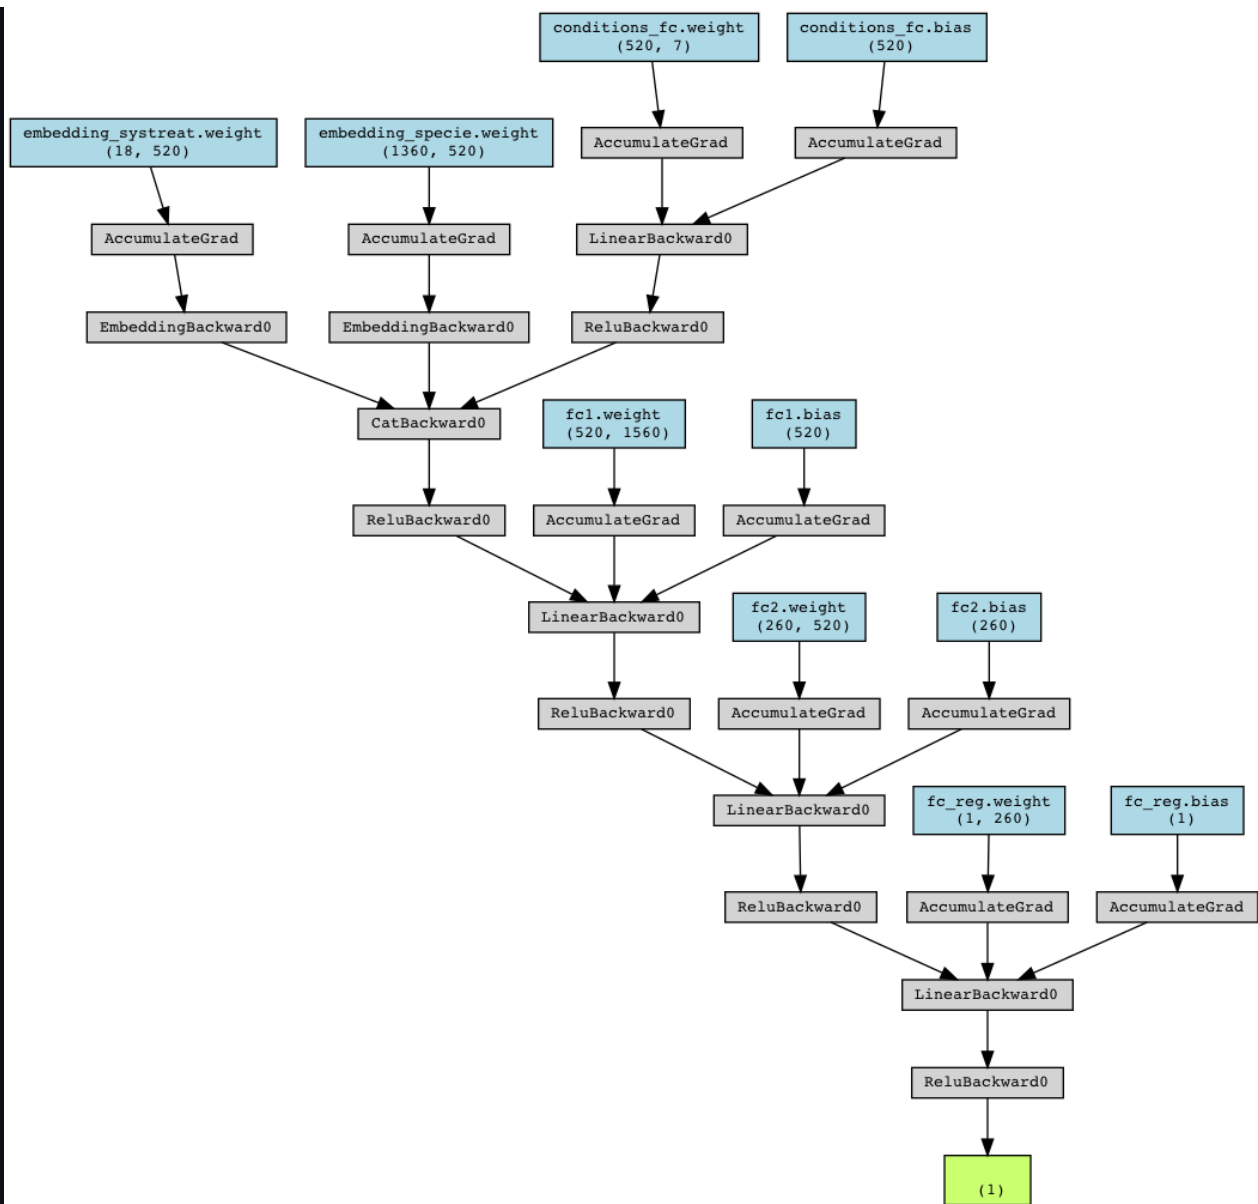 conditions_fc.weight
(520, 7)
conditions_fc.bias
(520)
embedding_systreat.weight
(18, 520)
embedding_specie.weight
(1360, 520)
AccumulateGrad
AccumulateGrad
AccumulateGrad
AccumulateGrad
LinearBackward0
EmbeddingBackward0
EmbeddingBackward0
ReluBackward0
CatBackward0
fc1.weight
(520, 1560)
fc1.bias
(520)
ReluBackward0
AccumulateGrad
AccumulateGrad
LinearBackward0
fc2.weight
(260, 520)
fc2.bias
(260)
ReluBackward0
AccumulateGrad
AccumulateGrad
LinearBackward0
fc_reg.weight
(1, 260)
fc_reg.bias
(1)
ReluBackward0
AccumulateGrad
AccumulateGrad
LinearBackward0
ReluBackward0
(1)